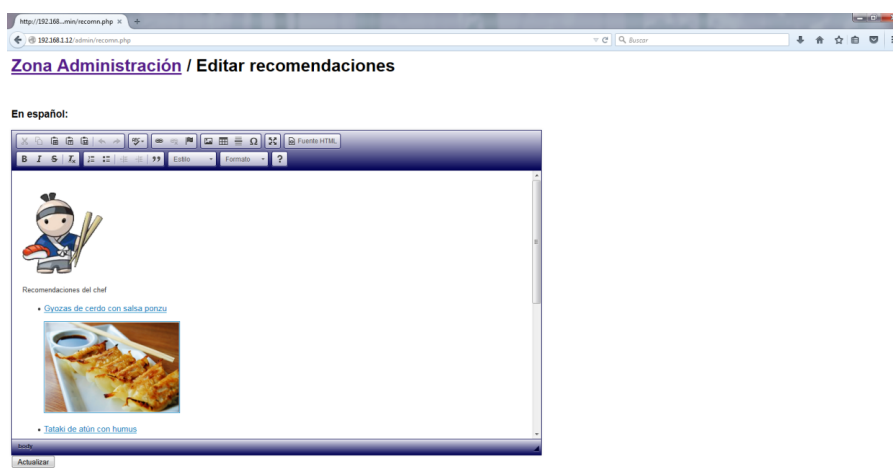 http://192.168...min/recomn.php × +
192.168.1.12/admin/recomn.php
Buscar
Zona Administración / Editar recomendaciones
En español:
Fuente HTML
B I S Tx Estilo Formato ?
Recomendaciones del chef
Gyozas de cerdo con salsa ponzu
Tataki de atún con humus
body
Actualizar